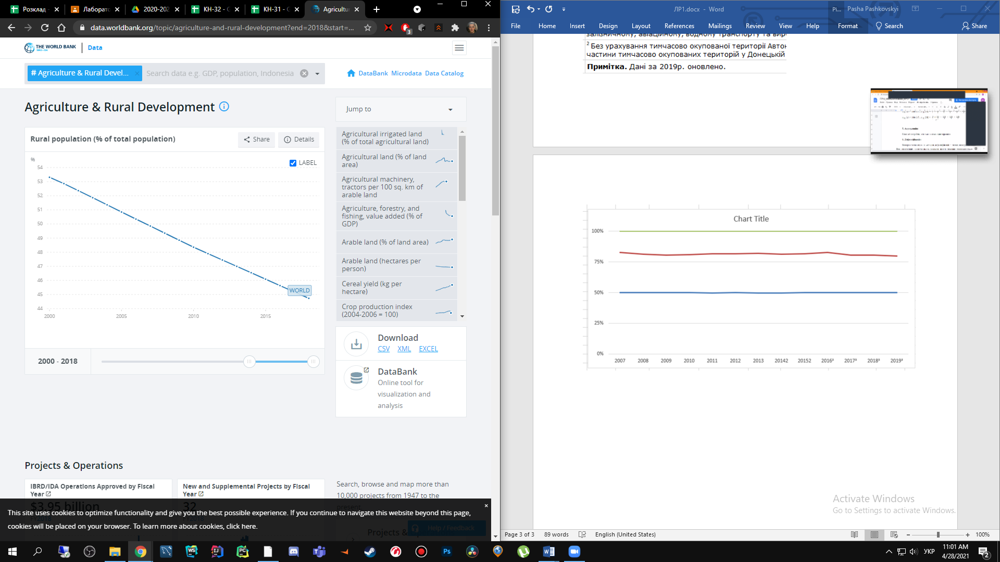 Розклад -
Лаборато
2020-202
КН-32 - G
КН-31 - G
Agricultur
data.worldbank.org/topic/agriculture-and-rural-development?end=2018&start=...
3
THE WORLD BANK
IBRD • IDA
Data
# Agriculture & Rural Devel...
Search data e.g. GDP, population, Indonesia
DataBank Microdata Data Catalog
Agriculture & Rural Development
Rural population (% of total population)
Share
Details
%
LABEL
54
53
52
51
50
49
48
47
46
45
44
WORLD
2000 2005 2010 2015
2000 - 2018
Jump to
Agricultural irrigated land
(% of total agricultural land)
Agricultural land (% of land
area)
Agricultural machinery,
tractors per 100 sq. km of
arable land
Agriculture, forestry, and
fishing, value added (% of
GDP)
Arable land (% of land area)
Arable land (hectares per
person)
Cereal yield (kg per
hectare)
Crop production index
(2004-2006 = 100)
Download
CSV XML EXCEL
DataBank
Online tool for
visualization and
analysis
Projects & Operations
IBRD/IDA Operations Approved by Fiscal
Year
$3.95 billion
FY2018
New and Supplemental Projects by Fiscal
Year
32
Search, browse and map more than
10,000 projects from 1947 to the
present
Projects &
Help / Feedback
This site uses cookies to optimize functionality and give you the best possible experience. If you continue to navigate this website beyond this page,
cookies will be placed on your browser. To learn more about cookies, click here.
ЛР1.docx - Word
Pi...
Pasha Pashkovskyi
File Home Insert Design Layout References Mailings Review View Help Format Search Share
залізничному, авіаційному, водному транспорту та вир
2 Без урахування тимчасово окупованої території Авто
частини тимчасово окупованих територій у Донецькій
Примітка. Дані за 2019р. оновлено.
Chart Title
100%
75%
50%
25%
0%
2007 2008 2009 2010 2011 2012 2013 20142 20152 2016² 2017² 2018² 2019²
Activate Windows
Go to Settings to activate Windows.
Page 3 of 3 89 words English (United States)
100%
УКР
11:01 AM
4/28/2021
2